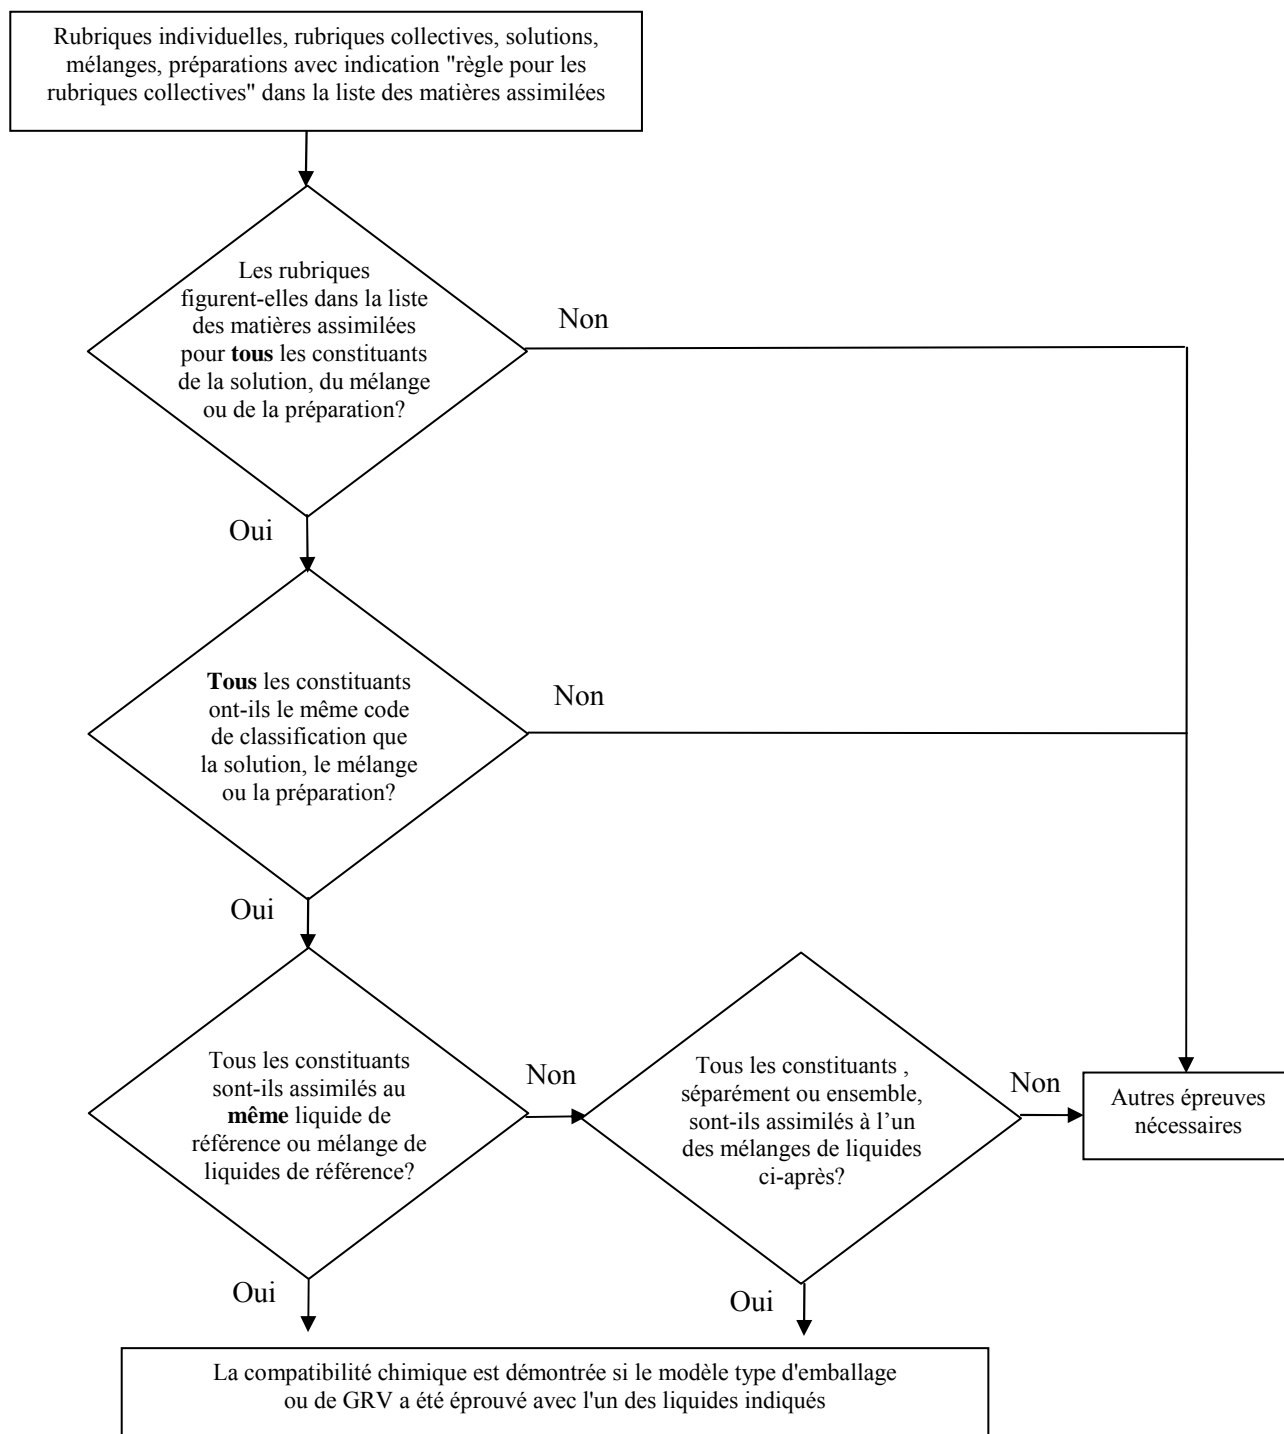 Rubriques individuelles, rubriques collectives, solutions,
mélanges, préparations avec indication "règle pour les
rubriques collectives" dans la liste des matières assimilées
Les rubriques
figurent-elles dans la liste
des matières assimilées
pour tous les constituants
de la solution, du mélange
ou de la préparation?
Non
Oui
Tous les constituants
ont-ils le même code
de classification que
la solution, le mélange
ou la préparation?
Non
Oui
Tous les constituants
sont-ils assimilés au
même liquide de
référence ou mélange de
liquides de référence?
Non
Tous les constituants ,
séparément ou ensemble,
sont-ils assimilés à l’un
des mélanges de liquides
ci-après?
Non
Autres épreuves
nécessaires
Oui
Oui
La compatibilité chimique est démontrée si le modèle type d'emballage
ou de GRV a été éprouvé avec l'un des liquides indiqués